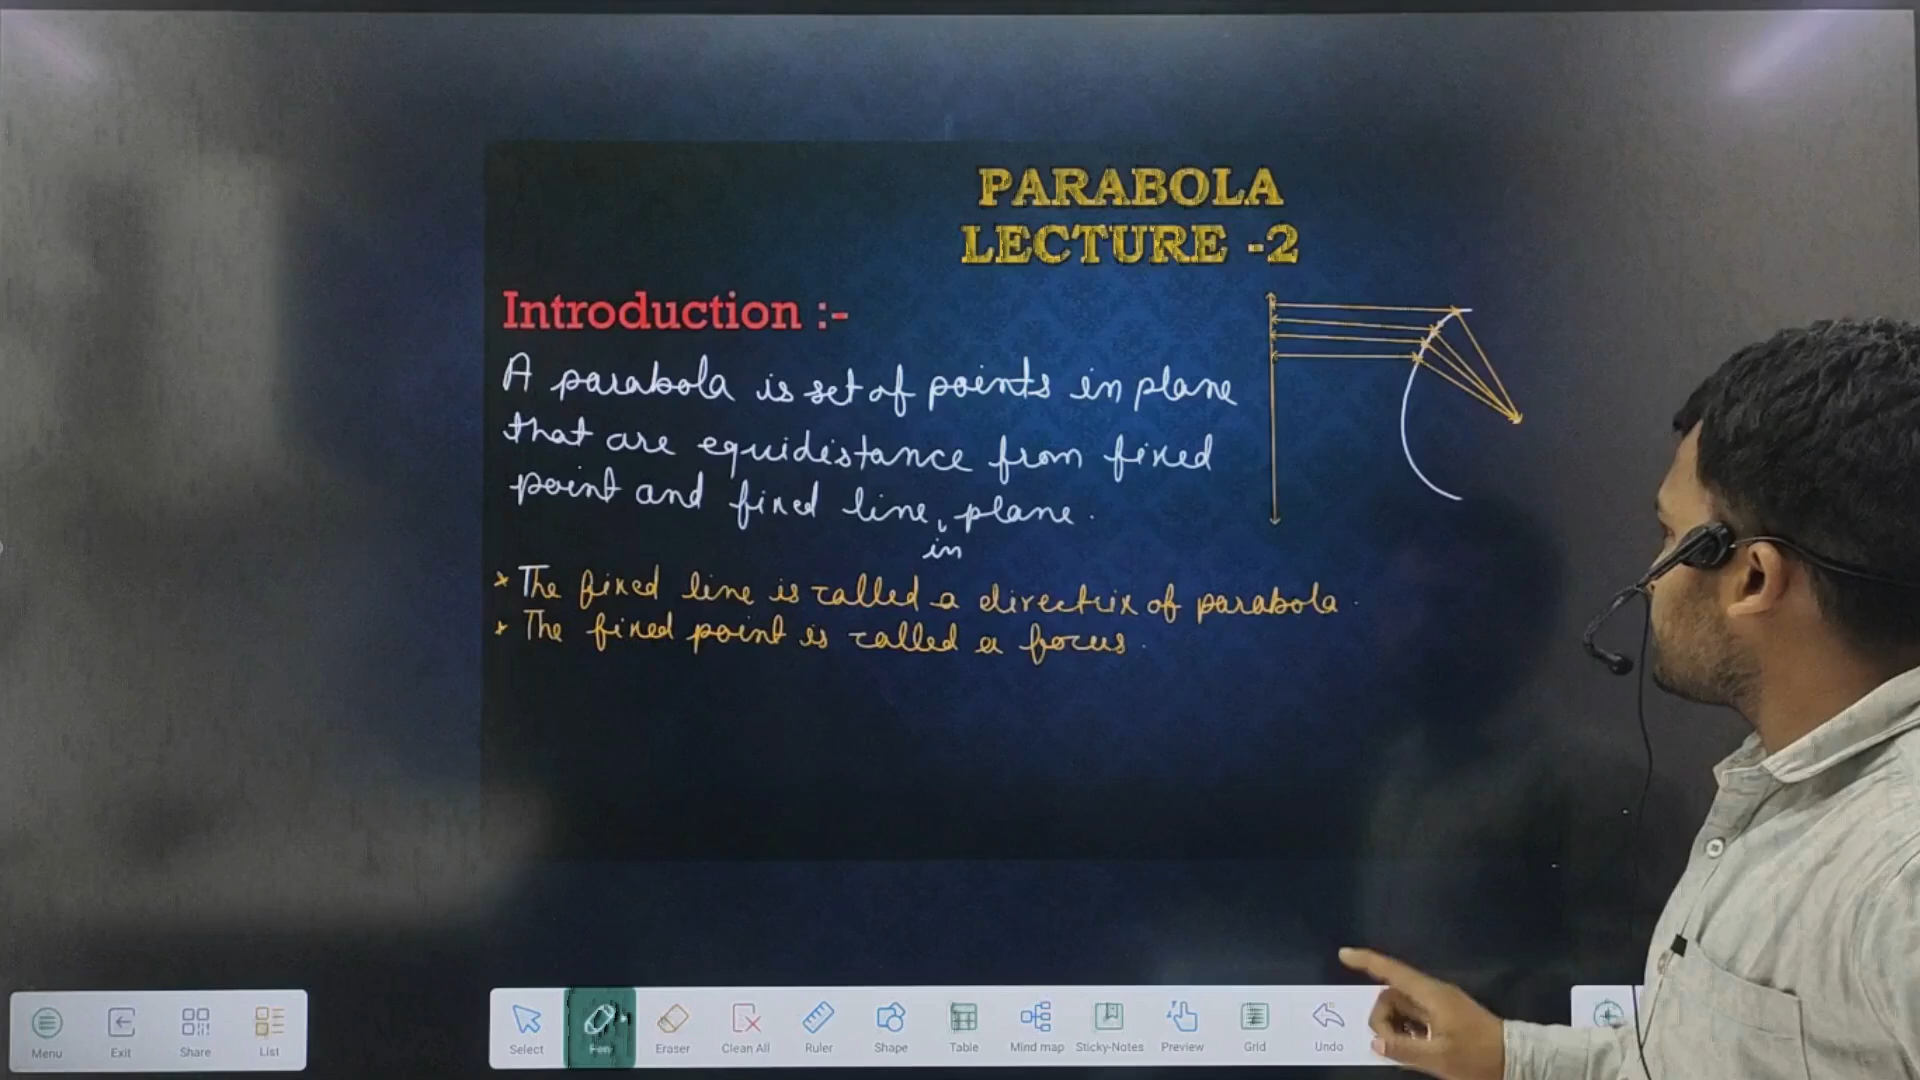 PARABOLA
LECTURE -2
Introduction :-
A parabola is set of points in plane
that are equidistance from fixed
point and fixed line, plane.
in
* The fixed line is called a directrix of parabola.
* The fixed point is called a focus.
Menu Exit Share List
Select Pen Eraser Clean All Ruler Shape Table Mind map Sticky-Notes Preview Grid Undo